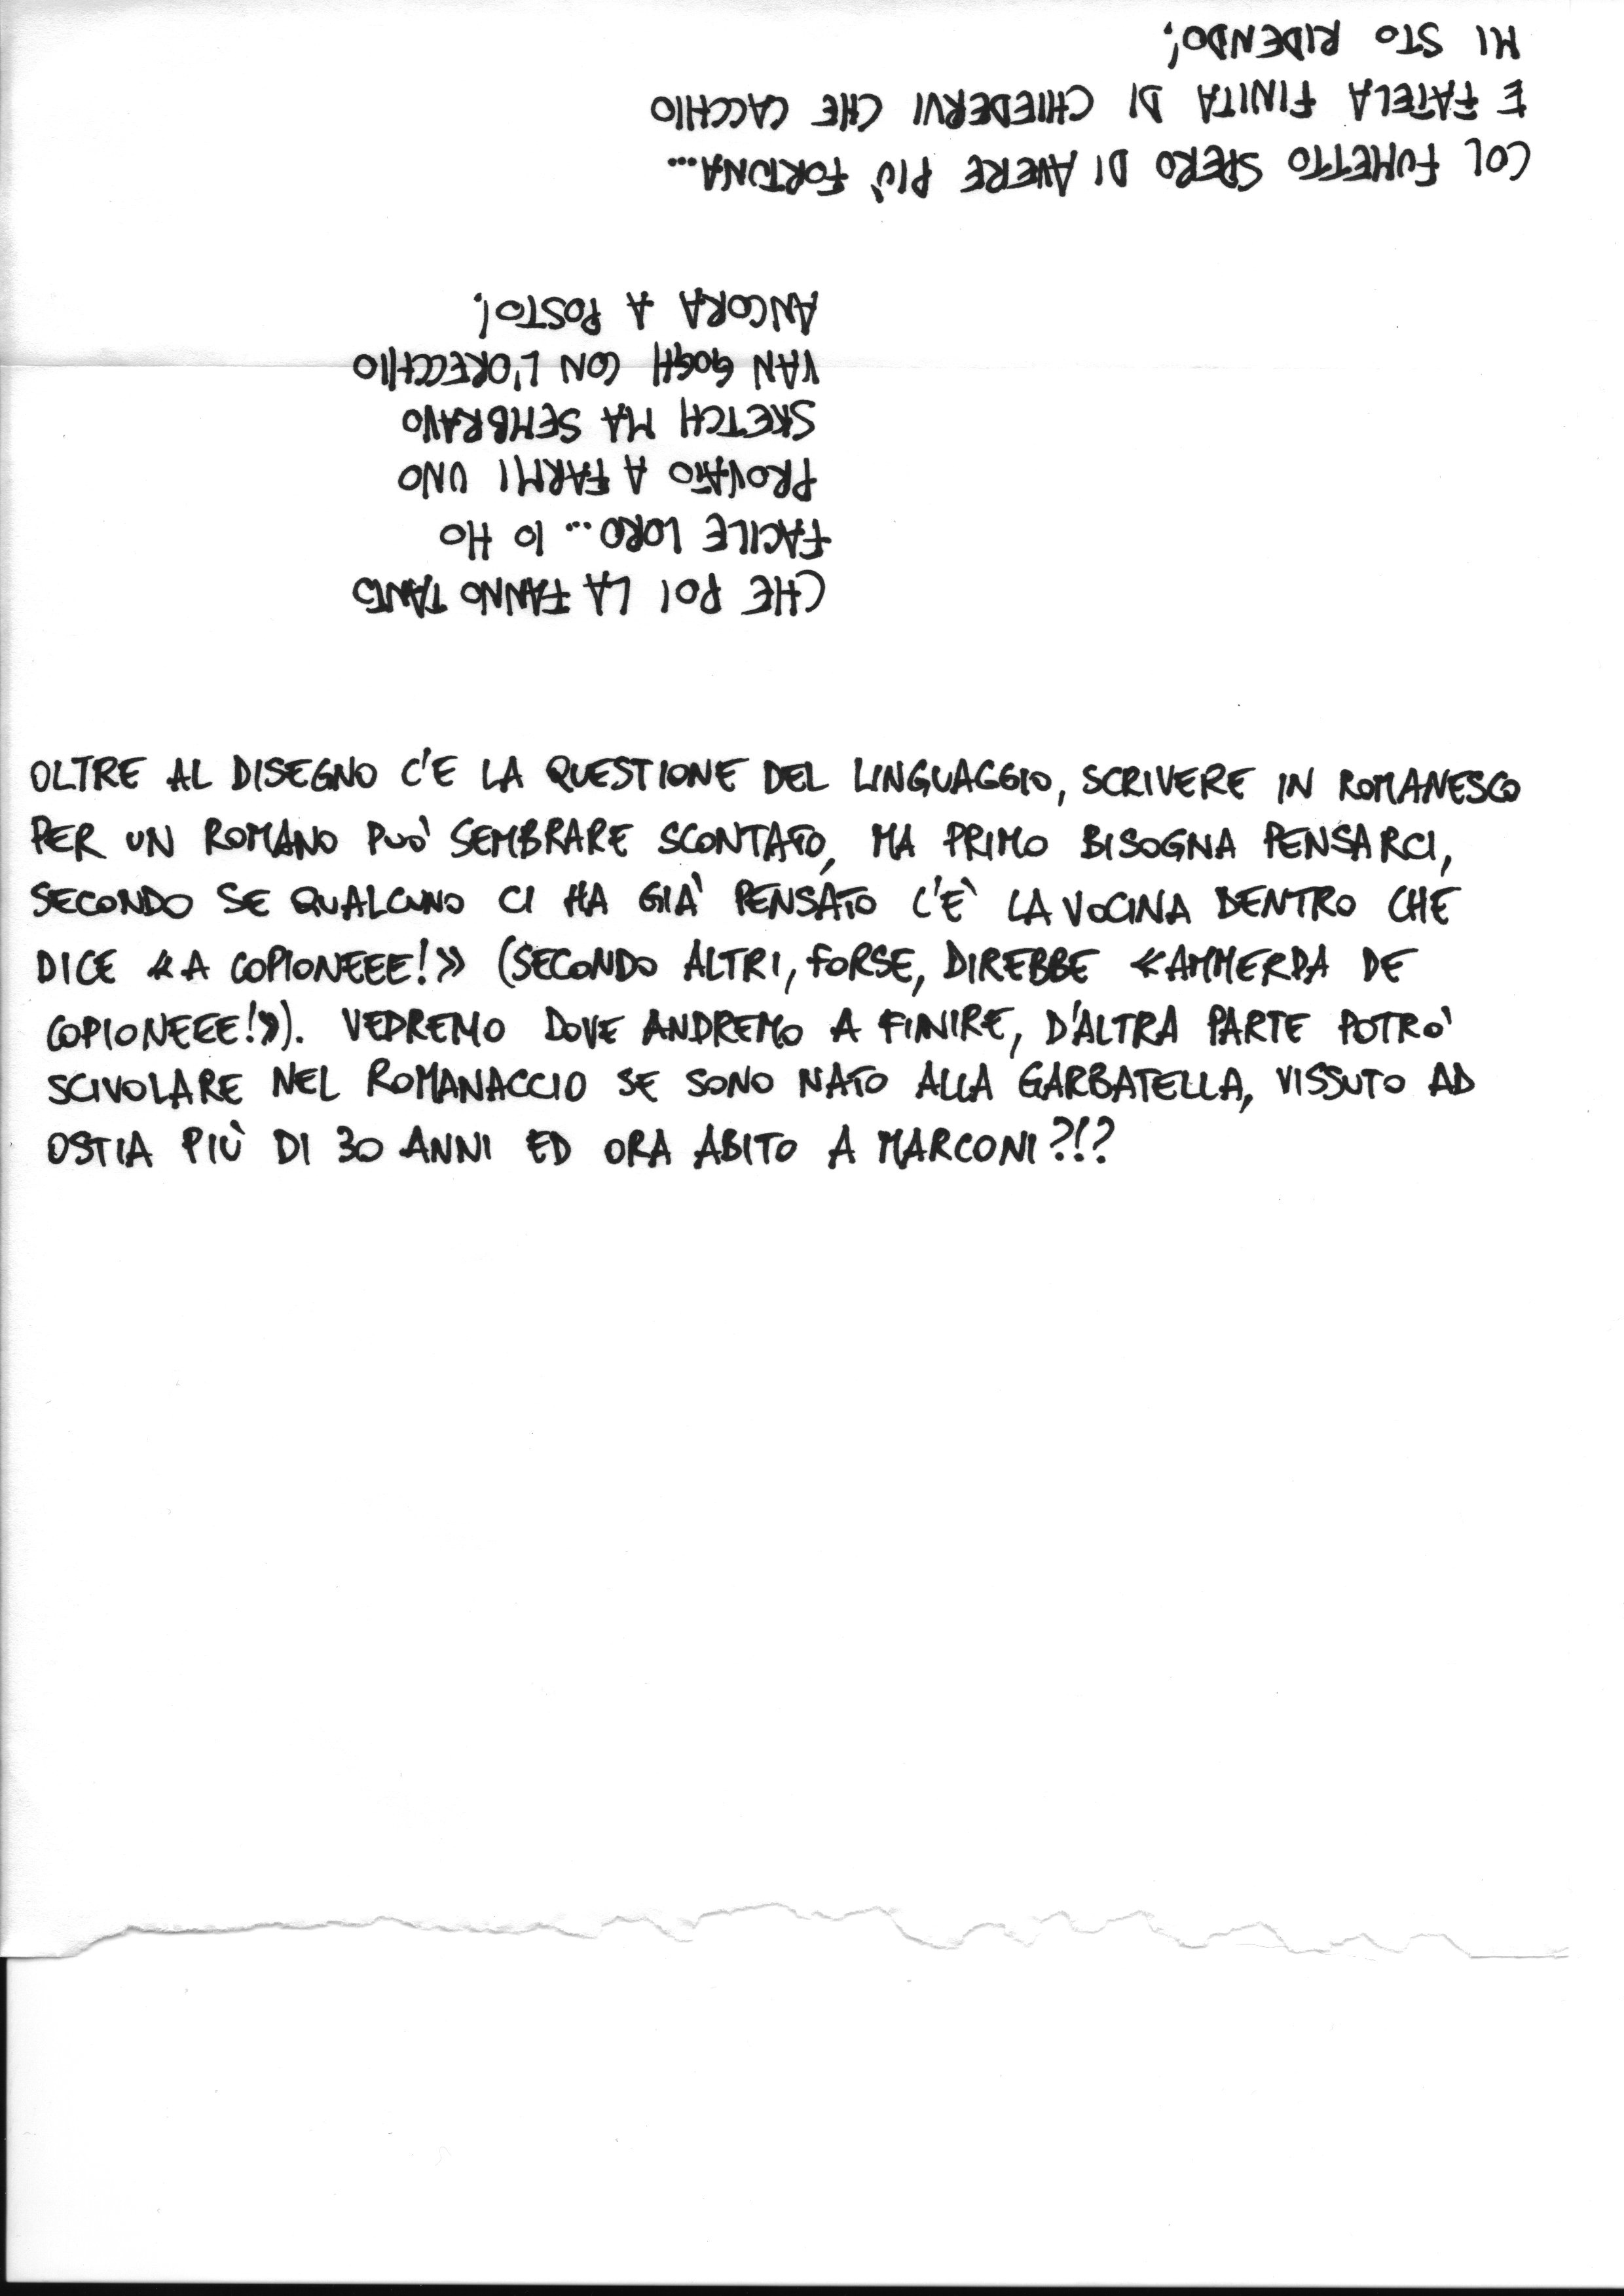 COL FUMETTO SPERO DI AVERE PIÙ FORTUNA...
E FATELA FINITA DI CHIEDERVI CHE CACCHIO
MI STO RIDENDO!
CHE POI LA FANNO TANTO
FACILE LORO... IO HO
PROVATO A FARMI UNO
SKETCH MA SEMBRAVO
VAN GOGH CON L'ORECCHIO
ANCORA A POSTO!
OLTRE AL DISEGNO C'E LA QUESTIONE DEL LINGUAGGIO, SCRIVERE IN ROMANESCO
PER UN ROMANO PUO' SEMBRARE SCONTATO, MA PRIMO BISOGNA PENSARCI,
SECONDO SE QUALCUNO CI HA GIA' PENSATO C'E' LA VOCINA DENTRO CHE
DICE «A COPIONEEE!» (SECONDO ALTRI, FORSE, DIREBBE «AMMERDA DE
COPIONEEE!»). VEDREMO DOVE ANDREMO A FINIRE, D'ALTRA PARTE POTRO'
SCIVOLARE NEL ROMANACCIO SE SONO NATO ALLA GARBATELLA, VISSUTO AD
OSTIA PIÙ DI 30 ANNI ED ORA ABITO A MARCONI?!?